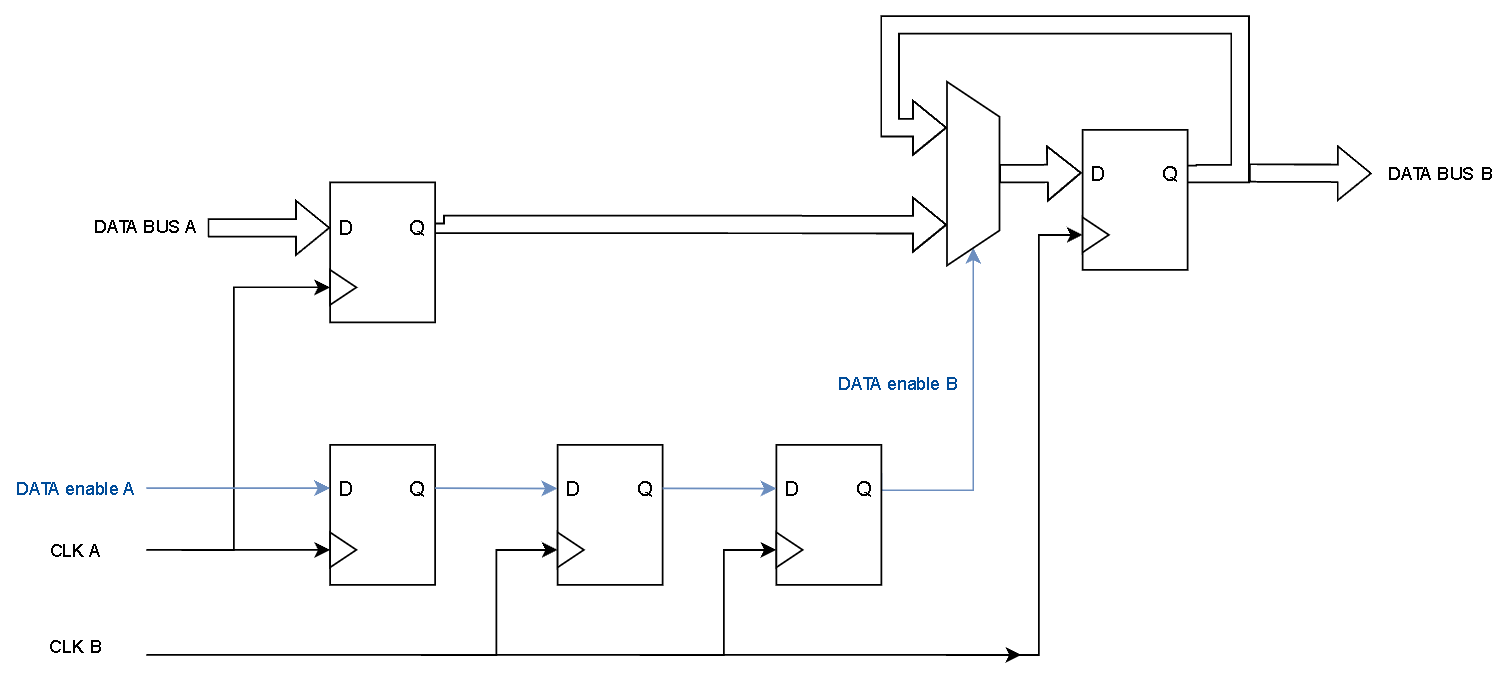 D Q DATA BUS B
DATA BUS A D Q
DATA enable B
DATA enable A D Q D Q D Q
CLK A
CLK B